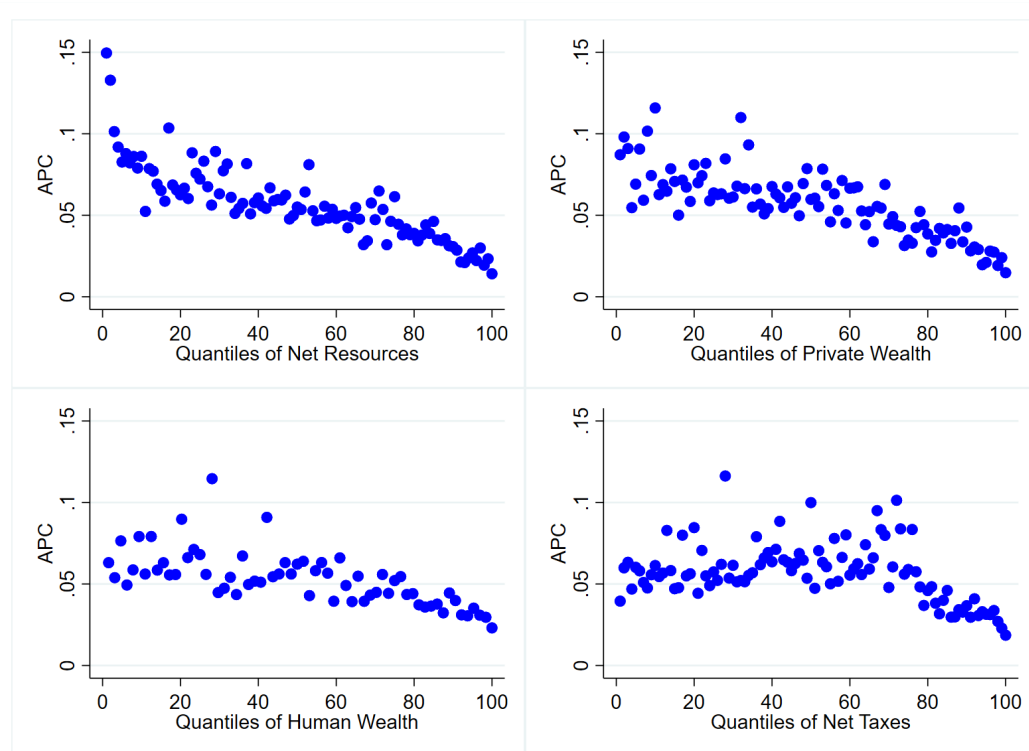 .15
.1
.05
0
APC
0 20 40 60 80 100
Quantiles of Net Resources
.15
.1
.05
0
APC
0 20 40 60 80 100
Quantiles of Private Wealth
.15
.1
.05
0
APC
0 20 40 60 80 100
Quantiles of Human Wealth
.15
.1
.05
0
APC
0 20 40 60 80 100
Quantiles of Net Taxes